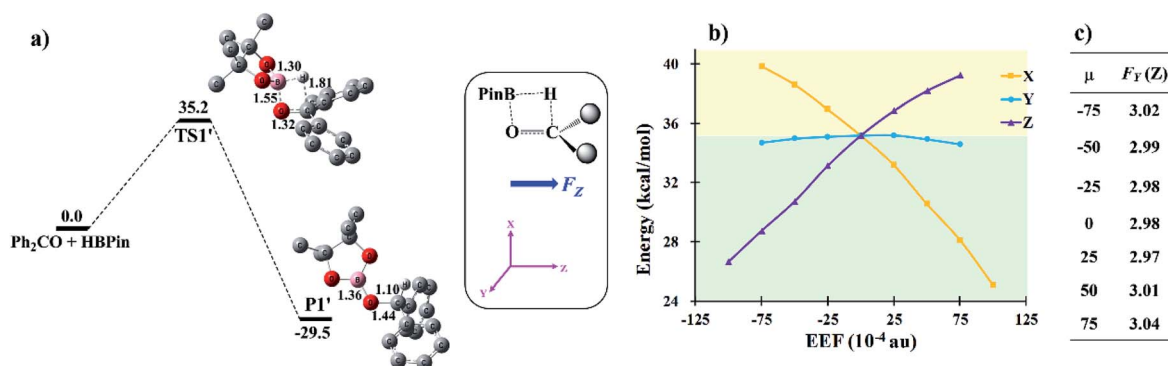 a)
1.30
1.81
1.55
1.32
35.2
TS1'
0.0
Ph₂CO + HBPin
P1'
-29.5
1.36
1.10
1.44
PinB H
O C
F_Z
X
Z
Y
b)
Energy (kcal/mol)
40
36
32
28
24
-125 -75 -25 25 75 125
EEF (10⁻⁴ au)
X
Y
Z
c)
μ F_Y (Z)
-75 3.02
-50 2.99
-25 2.98
0 2.98
25 2.97
50 3.01
75 3.04